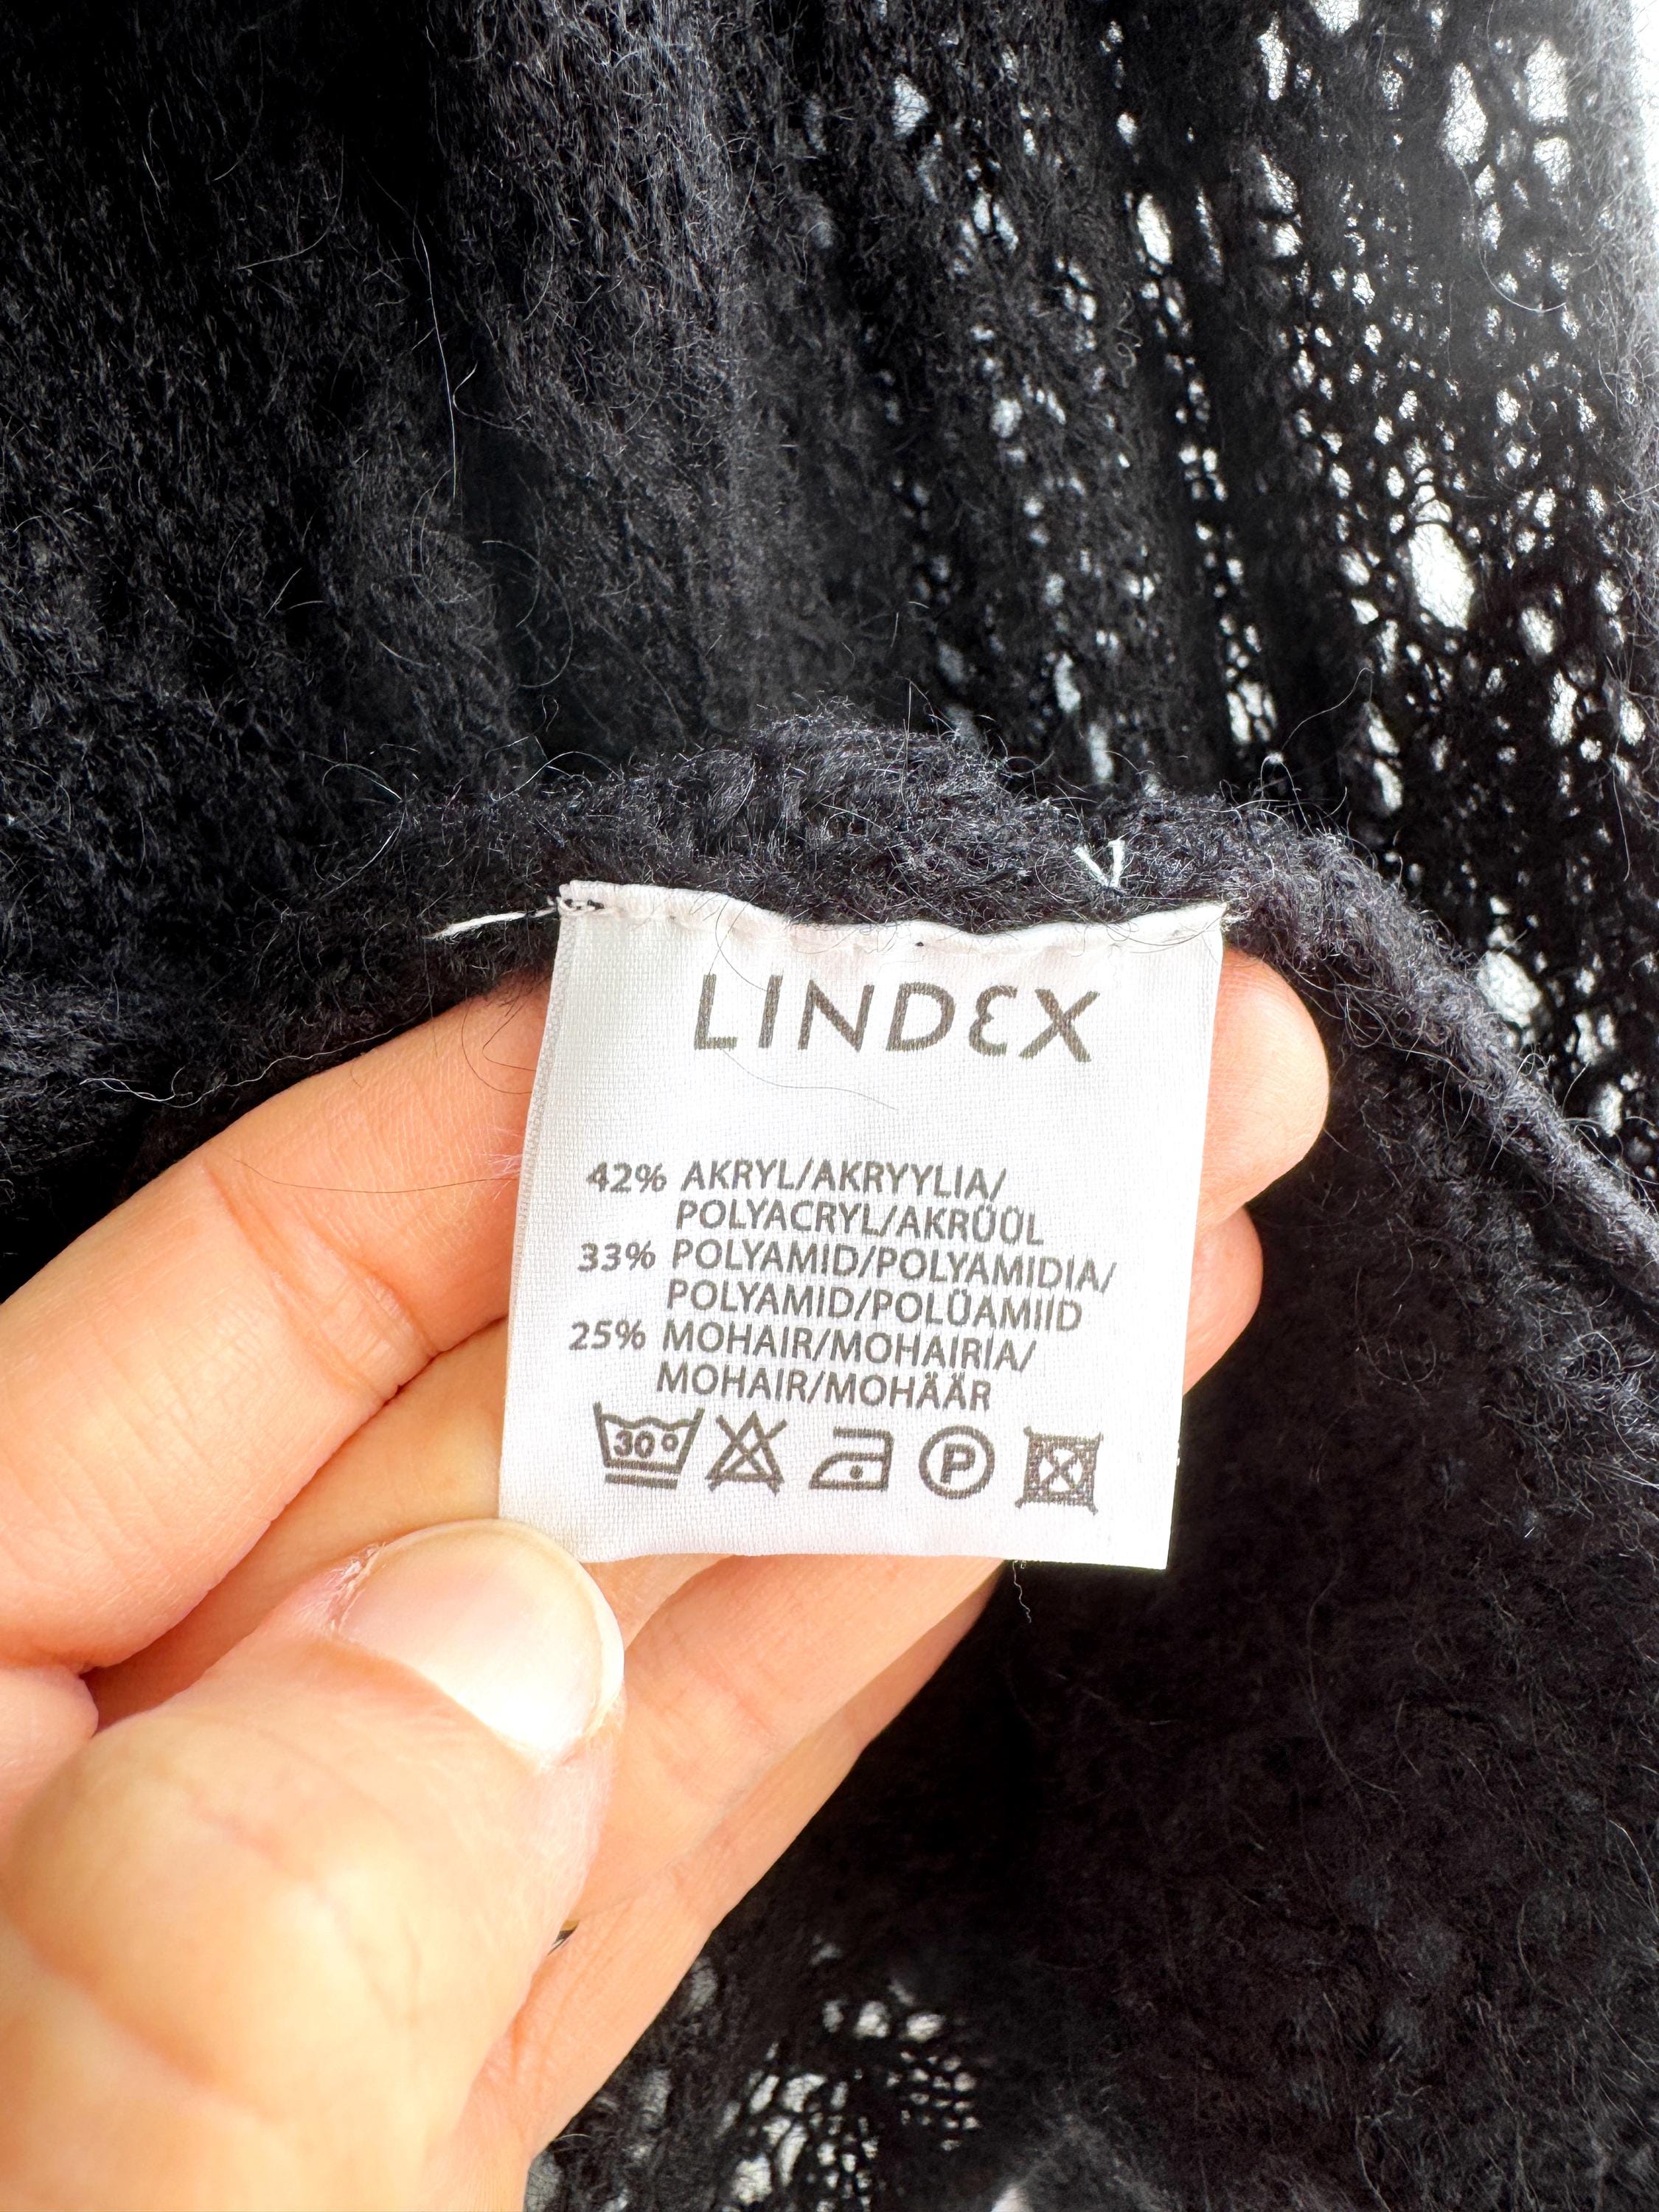 LINDEX
42% AKRYL/AKRYYLIA/
POLYACRYL/AKRÜÜL
33% POLYAMID/POLYAMIDIA/
POLYAMID/POLÜAMIID
25% MOHAIR/MOHAIRIA/
MOHAIR/MOHÄÄR
30° P